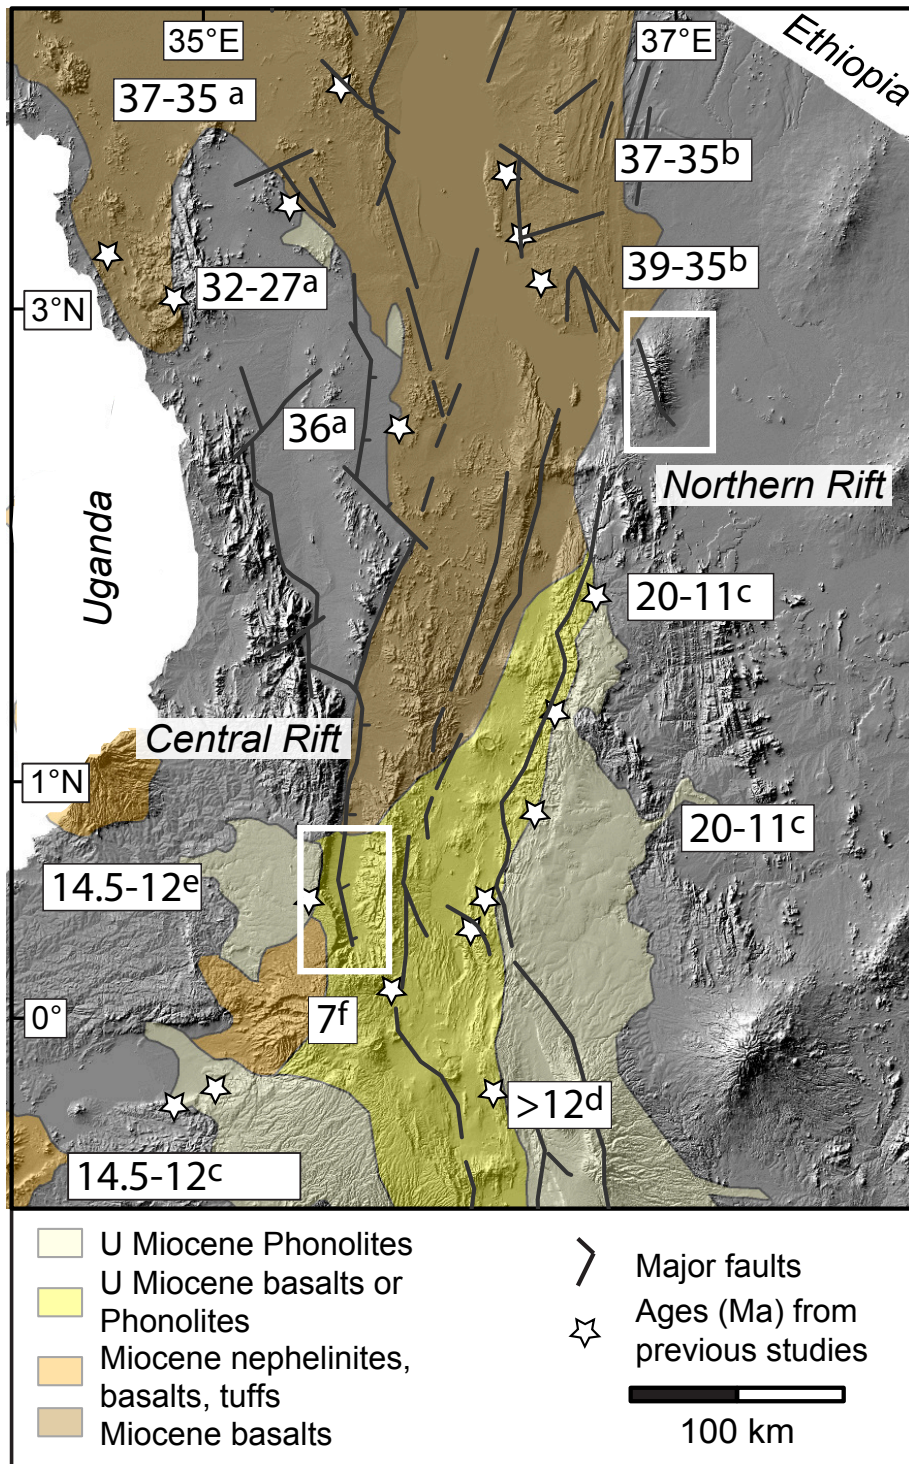 35°E
37°E
Ethiopia
37-35 a
37-35b
32-27a
39-35b
3°N
36a
Northern Rift
Uganda
20-11c
Central Rift
1°N
20-11c
14.5-12e
0°
7f
>12d
14.5-12c
U Miocene Phonolites
U Miocene basalts or
Phonolites
Miocene nephelinites,
basalts, tuffs
Miocene basalts
Major faults
Ages (Ma) from
previous studies
100 km